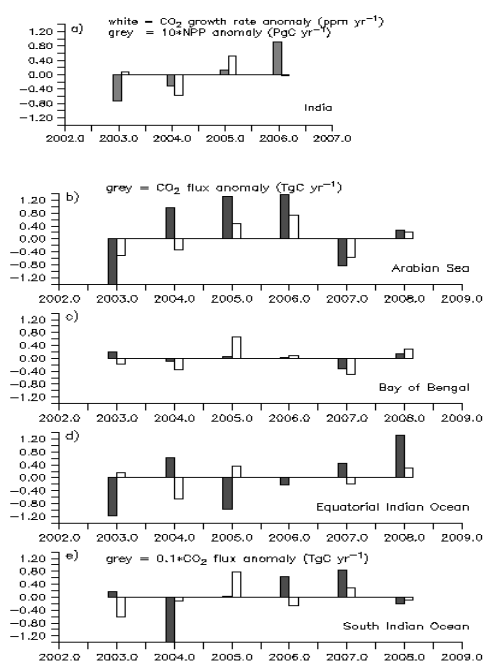 a)
white = CO2 growth rate anomaly (ppm yr−1)
grey = 10*NPP anomaly (PgC yr−1)
1.20
0.80
0.40
0.00
−0.40
−0.80
−1.20
India
2002.0 2003.0 2004.0 2005.0 2006.0 2007.0
b)
grey = CO2 flux anomaly (TgC yr−1)
1.20
0.80
0.40
0.00
−0.40
−0.80
−1.20
Arabian Sea
2002.0 2003.0 2004.0 2005.0 2006.0 2007.0 2008.0 2009.0
c)
1.20
0.80
0.40
0.00
−0.40
−0.80
−1.20
Bay of Bengal
2002.0 2003.0 2004.0 2005.0 2006.0 2007.0 2008.0 2009.0
d)
1.20
0.80
0.40
0.00
−0.40
−0.80
−1.20
Equatorial Indian Ocean
2002.0 2003.0 2004.0 2005.0 2006.0 2007.0 2008.0 2009.0
e)
grey = 0.1*CO2 flux anomaly (TgC yr−1)
1.20
0.80
0.40
0.00
−0.40
−0.80
−1.20
South Indian Ocean
2002.0 2003.0 2004.0 2005.0 2006.0 2007.0 2008.0 2009.0